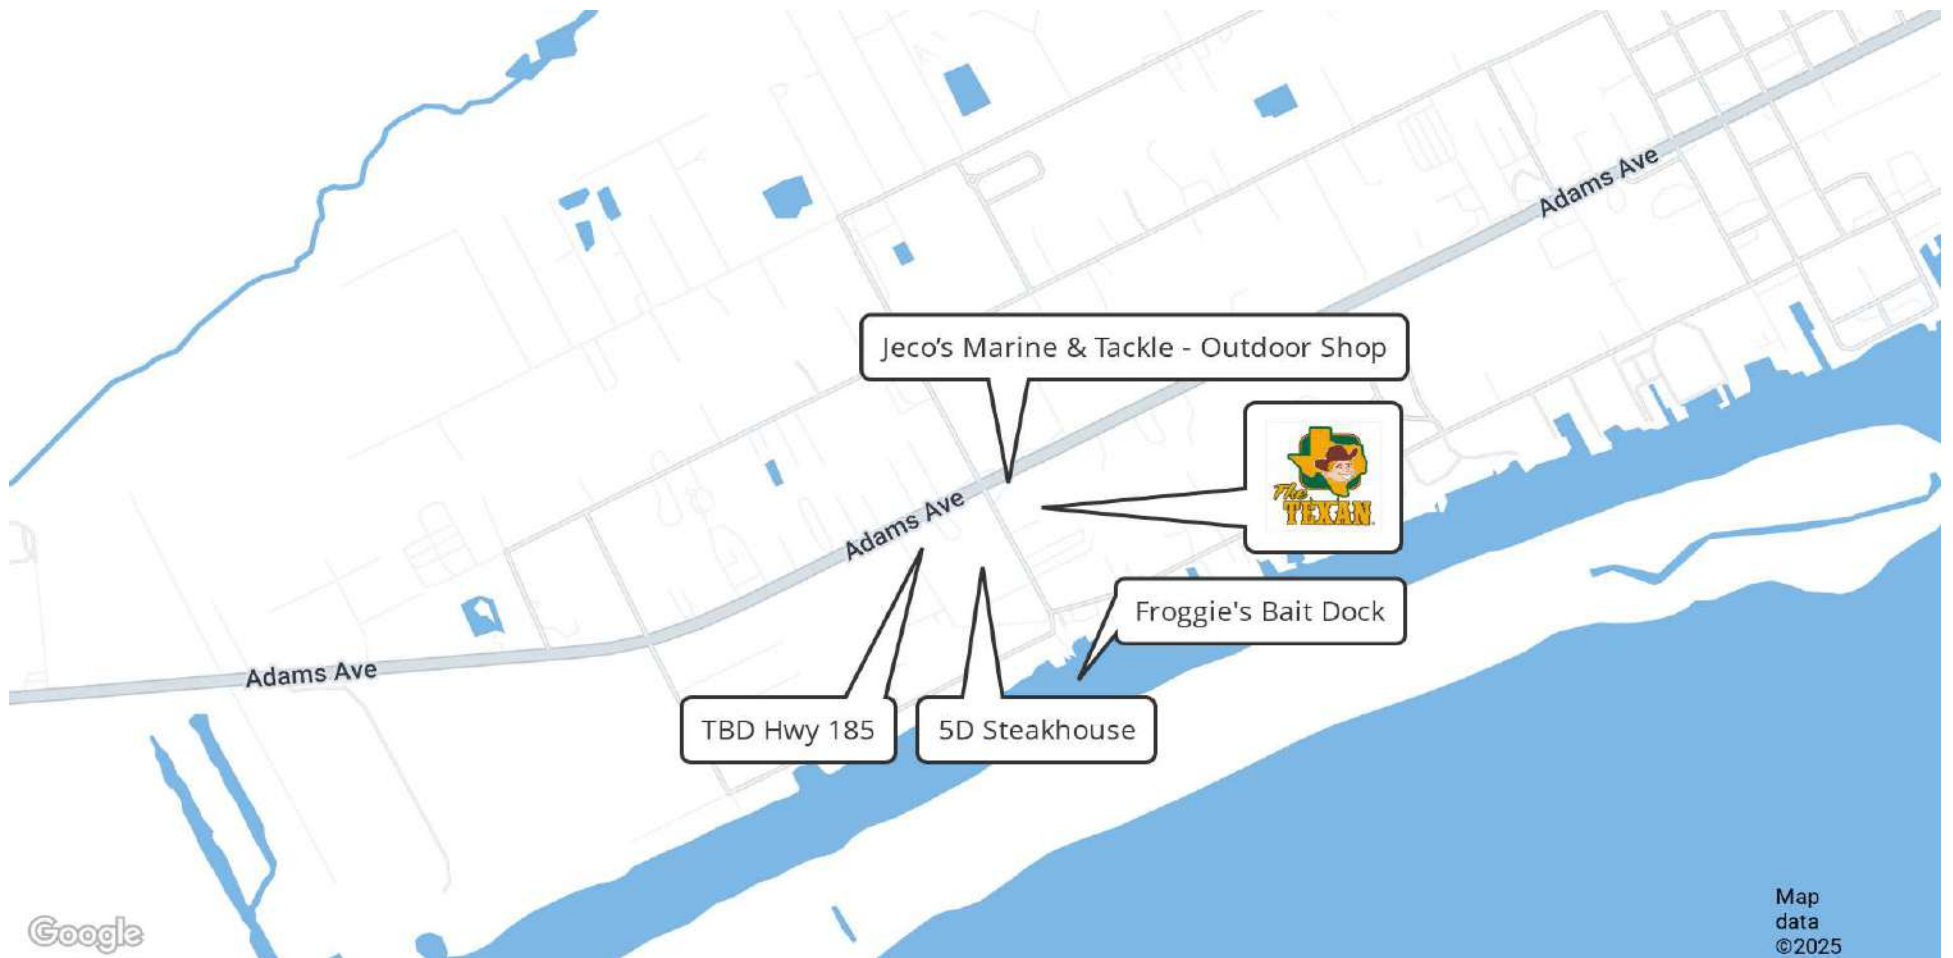 Adams Ave
Jeco’s Marine & Tackle - Outdoor Shop
The
TEXAN
Adams Ave
Froggie's Bait Dock
Adams Ave
TBD Hwy 185
5D Steakhouse
Google
Map
data
©2025